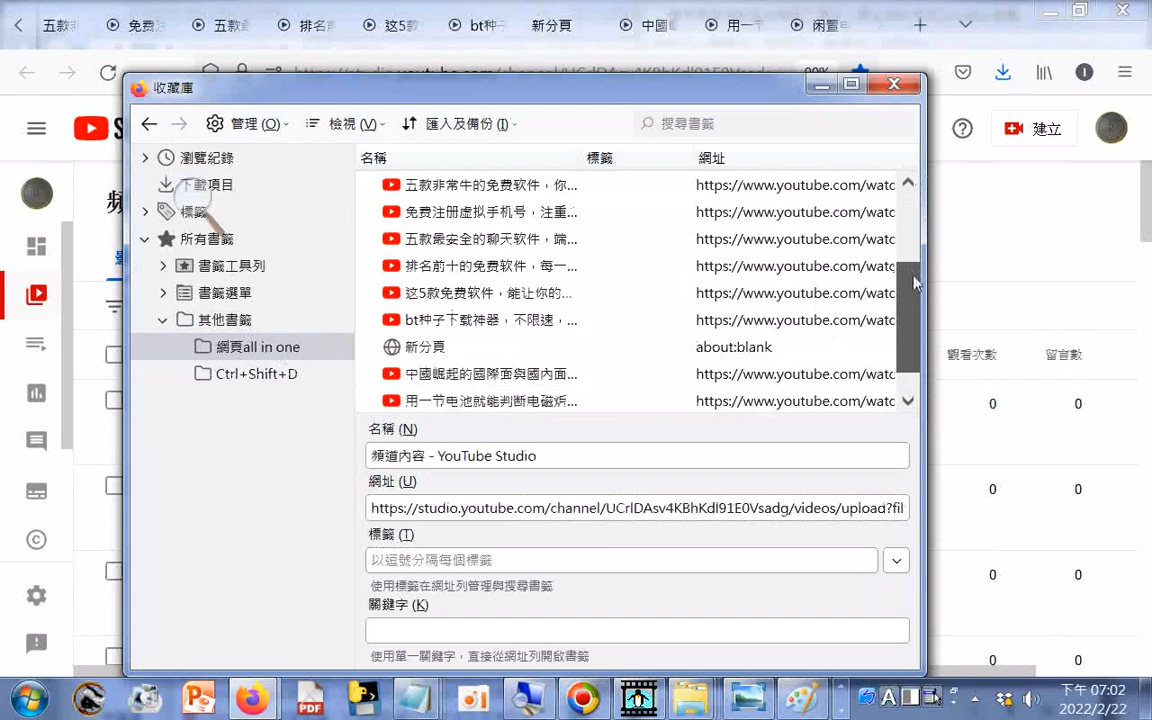 五款
免费注
五款
排名
这5款
bt种子
新分頁
中國
用一节
闲置
收藏庫
管理 (O)
檢視 (V)
匯入及備份 (I)
搜尋書籤
建立
瀏覽紀錄
下載項目
標籤
所有書籤
書籤工具列
書籤選單
其他書籤
網頁all in one
Ctrl+Shift+D
名稱 標籤 網址
五款非常牛的免费软件，你... https://www.youtube.com/watc
免费注册虚拟手机号，注重... https://www.youtube.com/watc
五款最安全的聊天软件，端... https://www.youtube.com/watc
排名前十的免费软件，每一... https://www.youtube.com/watc
这5款免费软件，能让你的... https://www.youtube.com/watc
bt种子下载神器，不限速，... https://www.youtube.com/watc
新分頁 about:blank
中國崛起的國際面與國內面... https://www.youtube.com/watc
用一节电池就能判断电磁炉... https://www.youtube.com/watc
名稱 (N)
頻道內容 - YouTube Studio
網址 (U)
https://studio.youtube.com/channel/UCrlDAsv4KBhKdl91E0Vsadg/videos/upload?fil
標籤 (T)
以逗號分隔每個標籤
使用標籤在網址列管理與搜尋書籤
關鍵字 (K)
使用單一關鍵字，直接從網址列開啟書籤
觀看次數 留言數
0 0
0 0
0 0
0 0
下午 07:02
2022/2/22